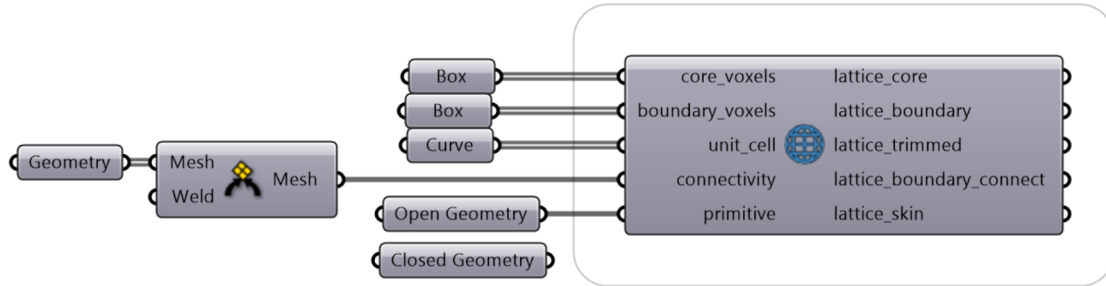 Box
core_voxels lattice_core
Box
boundary_voxels lattice_boundary
Curve
unit_cell lattice_trimmed
Geometry
Mesh
Weld
Mesh
connectivity lattice_boundary_connect
Open Geometry
primitive lattice_skin
Closed Geometry